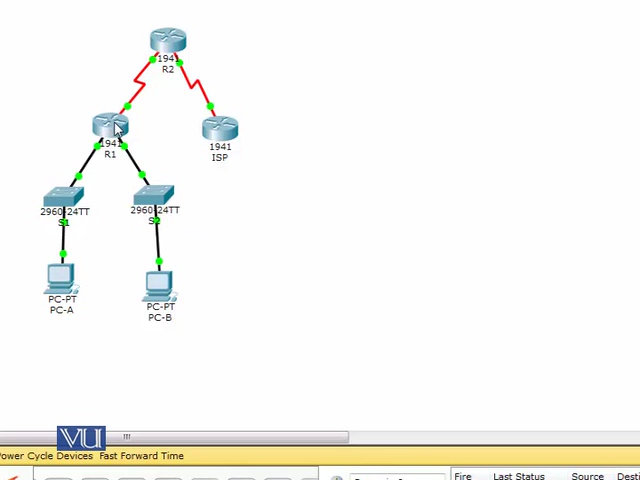 1941
R2
1941
R1
1941
ISP
2960-24TT
S1
2960-24TT
S2
PC-PT
PC-A
PC-PT
PC-B
VU
Power Cycle Devices Fast Forward Time
Fire Last Status Source